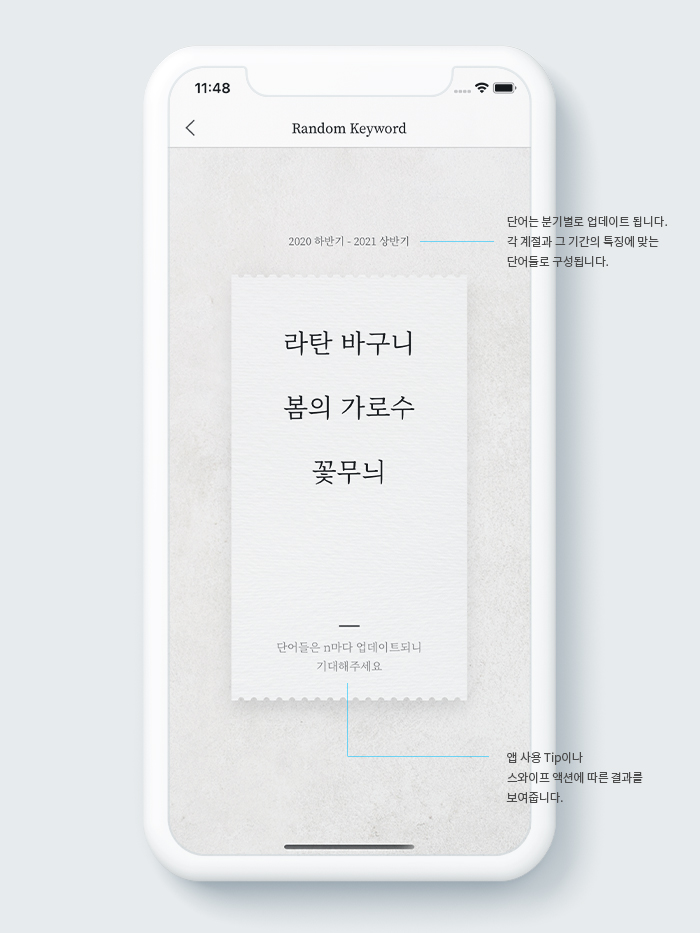 11:48
Random Keyword
단어는 분기별로 업데이트 됩니다.
각 계절과 그 기간의 특징에 맞는
단어들로 구성됩니다.
2020 하반기 - 2021 상반기
라탄 바구니
봄의 가로수
꽃무늬
단어들은 n마다 업데이트되니
기대해주세요
앱 사용 Tip이나
스와이프 액션에 따른 결과를
보여줍니다.